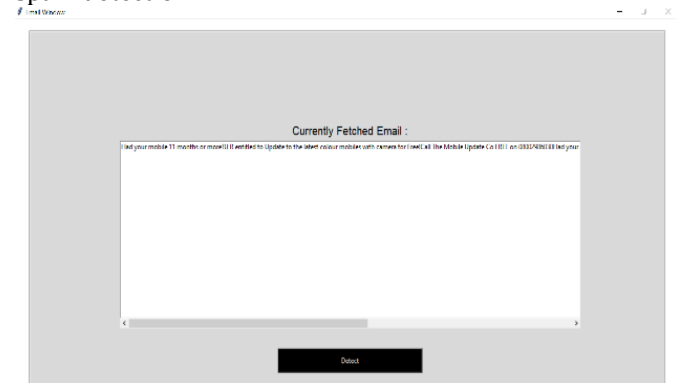 Email Window
Currently Fetched Email :
Had your mobile 11 months or more? U R entitled to Update to the latest colour mobiles with camera for Free! Call The Mobile Update Co FREE on 08002986030 Had your
Detect